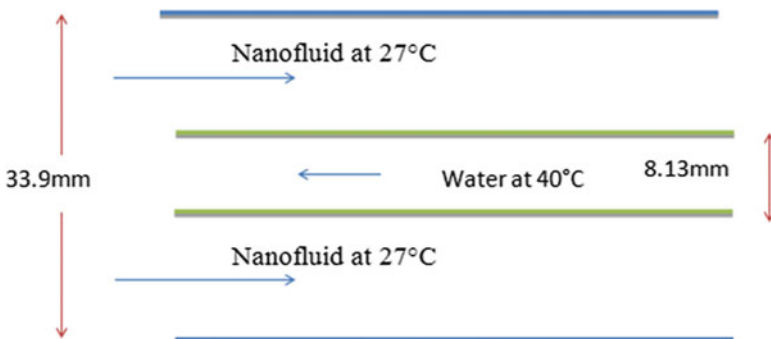 Nanofluid at 27°C
33.9mm
Water at 40°C
8.13mm
Nanofluid at 27°C